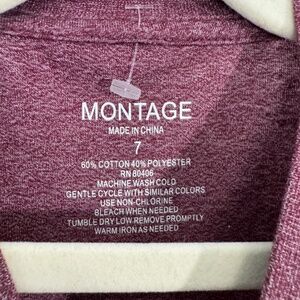 MONTAGE
MADE IN CHINA
7
60% COTTON 40% POLYESTER
RN 80406
MACHINE WASH COLD
GENTLE CYCLE WITH SIMILAR COLORS
USE NON-CHLORINE
BLEACH WHEN NEEDED
TUMBLE DRY LOW REMOVE PROMPTLY
WARM IRON AS NEEDED